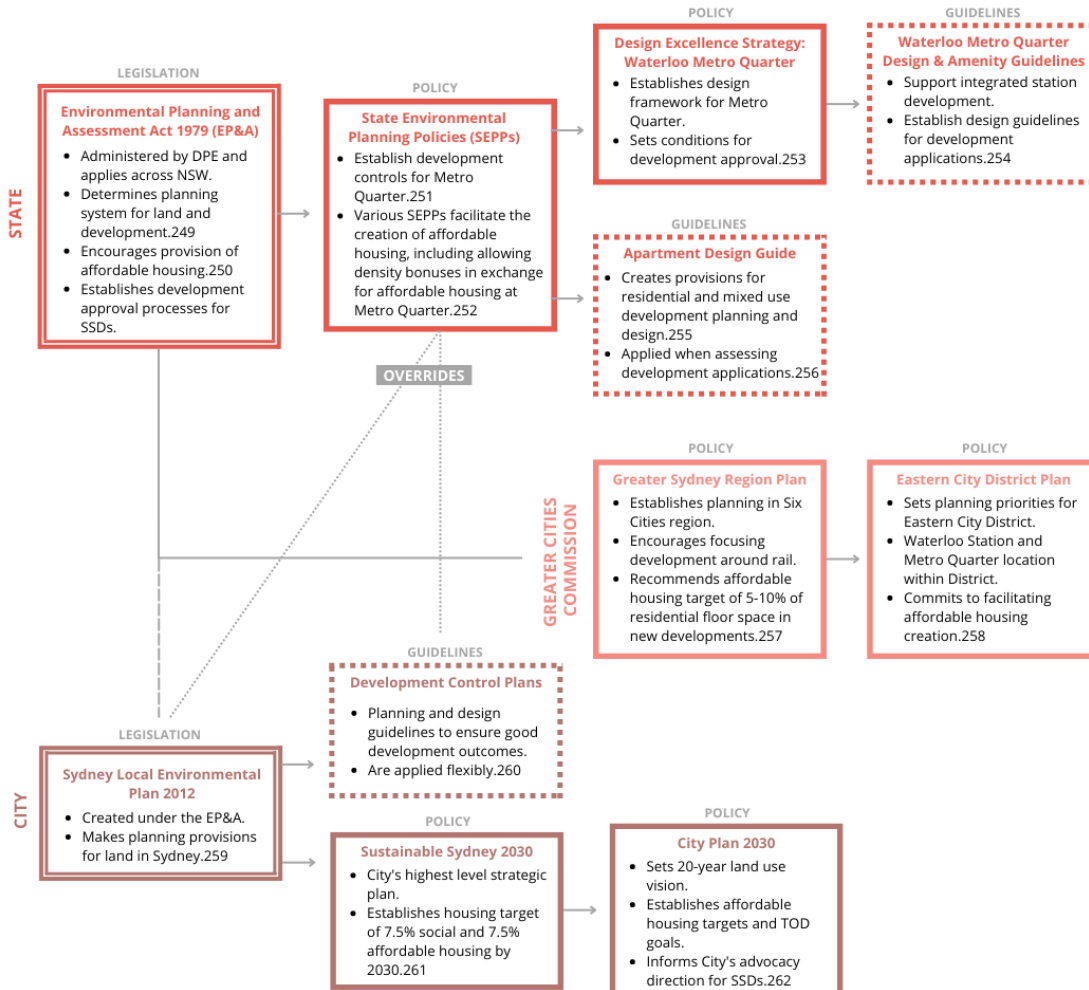 STATE
LEGISLATION
Environmental Planning and
Assessment Act 1979 (EP&A)
• Administered by DPE and
applies across NSW.
• Determines planning
system for land and
development.249
• Encourages provision of
affordable housing.250
• Establishes development
approval processes for
SSDs.
POLICY
State Environmental
Planning Policies (SEPPs)
• Establish development
controls for Metro
Quarter.251
• Various SEPPs facilitate the
creation of affordable
housing, including allowing
density bonuses in exchange
for affordable housing at
Metro Quarter.252
POLICY
Design Excellence Strategy:
Waterloo Metro Quarter
• Establishes design
framework for Metro
Quarter.
• Sets conditions for
development approval.253
GUIDELINES
Waterloo Metro Quarter
Design & Amenity Guidelines
• Support integrated station
development.
• Establish design guidelines
for development
applications.254
GUIDELINES
Apartment Design Guide
• Creates provisions for
residential and mixed use
development planning and
design.255
• Applied when assessing
development applications.256
OVERRIDES
GREATER CITIES
COMMISSION
POLICY
Greater Sydney Region Plan
• Establishes planning in Six
Cities region.
• Encourages focusing
development around rail.
• Recommends affordable
housing target of 5-10% of
residential floor space in
new developments.257
POLICY
Eastern City District Plan
• Sets planning priorities for
Eastern City District.
• Waterloo Station and
Metro Quarter location
within District.
• Commits to facilitating
affordable housing
creation.258
CITY
LEGISLATION
Sydney Local Environmental
Plan 2012
• Created under the EP&A.
• Makes planning provisions
for land in Sydney.259
GUIDELINES
Development Control Plans
• Planning and design
guidelines to ensure good
development outcomes.
• Are applied flexibly.260
POLICY
Sustainable Sydney 2030
• City's highest level strategic
plan.
• Establishes housing target
of 7.5% social and 7.5%
affordable housing by
2030.261
POLICY
City Plan 2030
• Sets 20-year land use
vision.
• Establishes affordable
housing targets and TOD
goals.
• Informs City's advocacy
direction for SSDs.262